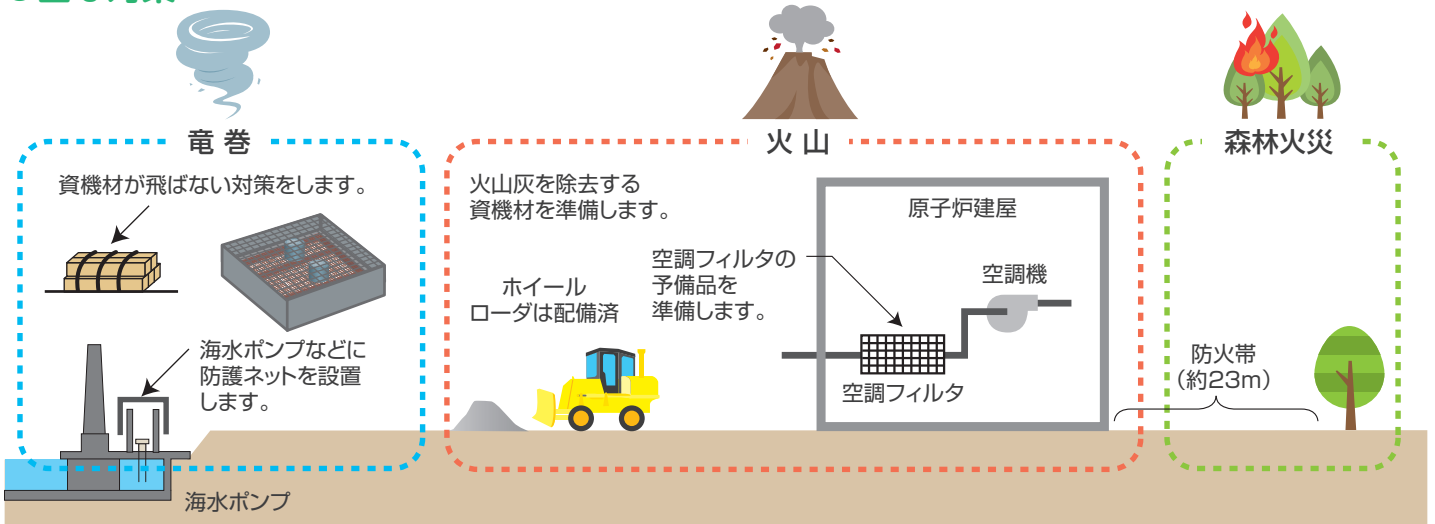 竜巻
火山
森林火災
資機材が飛ばない対策をします。
海水ポンプなどに
防護ネットを設置
します。
海水ポンプ
火山灰を除去する
資機材を準備します。
ホイール
ローダは配備済
空調フィルタの
予備品を
準備します。
原子炉建屋
空調機
空調フィルタ
防火帯
（約23m）